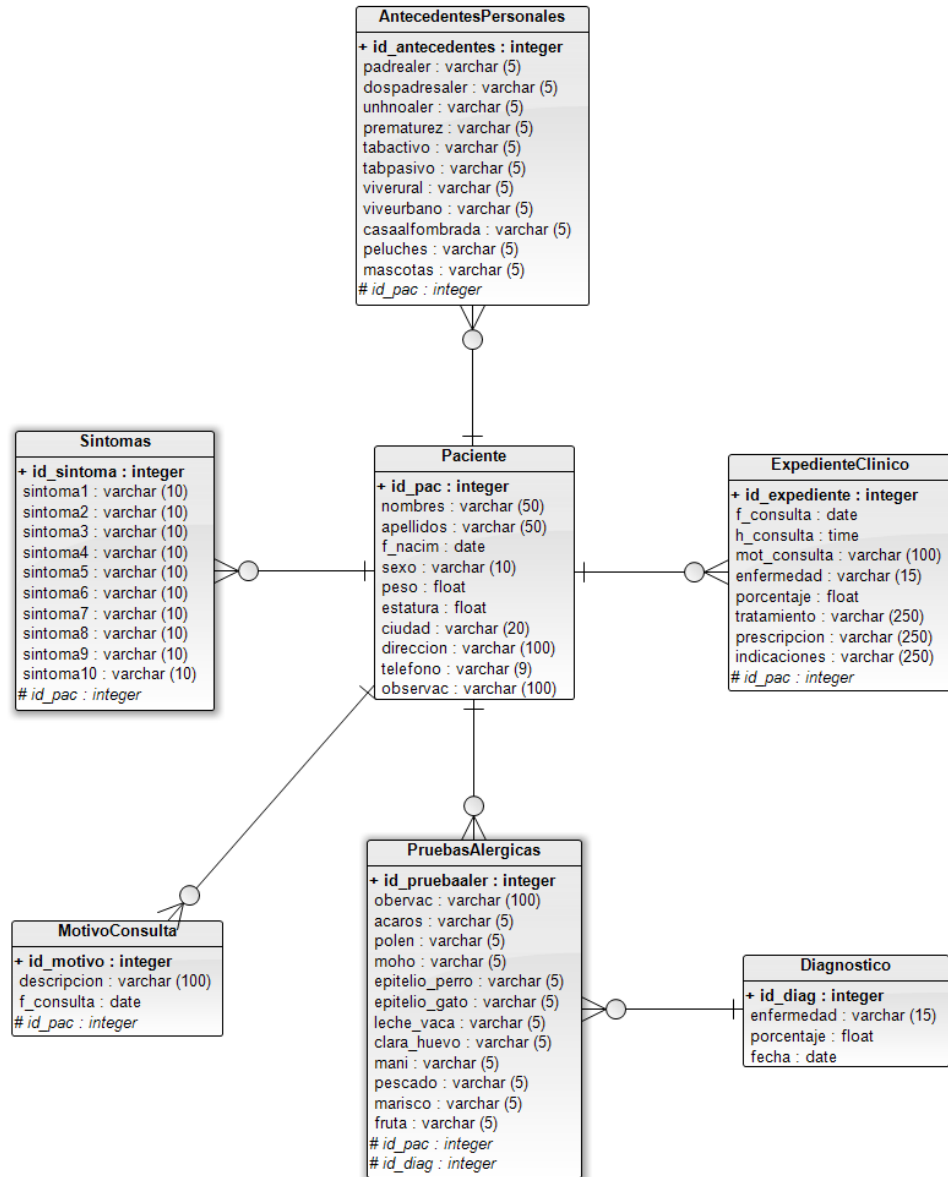 AntecedentesPersonales
+ id_antecedentes : integer
padrealer : varchar (5)
dospadresaler : varchar (5)
unhnoaler : varchar (5)
prematurez : varchar (5)
tabactivo : varchar (5)
tabpasivo : varchar (5)
viverural : varchar (5)
viveurbano : varchar (5)
casaalfombrada : varchar (5)
peluches : varchar (5)
mascotas : varchar (5)
# id_pac : integer
Sintomas
+ id_sintoma : integer
sintoma1 : varchar (10)
sintoma2 : varchar (10)
sintoma3 : varchar (10)
sintoma4 : varchar (10)
sintoma5 : varchar (10)
sintoma6 : varchar (10)
sintoma7 : varchar (10)
sintoma8 : varchar (10)
sintoma9 : varchar (10)
sintoma10 : varchar (10)
# id_pac : integer
Paciente
+ id_pac : integer
nombres : varchar (50)
apellidos : varchar (50)
f_nacim : date
sexo : varchar (10)
peso : float
estatura : float
ciudad : varchar (20)
direccion : varchar (100)
telefono : varchar (9)
observac : varchar (100)
ExpedienteClinico
+ id_expediente : integer
f_consulta : date
h_consulta : time
mot_consulta : varchar (100)
enfermedad : varchar (15)
porcentaje : float
tratamiento : varchar (250)
prescripcion : varchar (250)
indicaciones : varchar (250)
# id_pac : integer
MotivoConsulta
+ id_motivo : integer
descripcion : varchar (100)
f_consulta : date
# id_pac : integer
PruebasAlergicas
+ id_pruebaaler : integer
obervac : varchar (100)
acaros : varchar (5)
polen : varchar (5)
moho : varchar (5)
epitelio_perro : varchar (5)
epitelio_gato : varchar (5)
leche_vaca : varchar (5)
clara_huevo : varchar (5)
mani : varchar (5)
pescado : varchar (5)
marisco : varchar (5)
fruta : varchar (5)
# id_pac : integer
# id_diag : integer
Diagnostico
+ id_diag : integer
enfermedad : varchar (15)
porcentaje : float
fecha : date